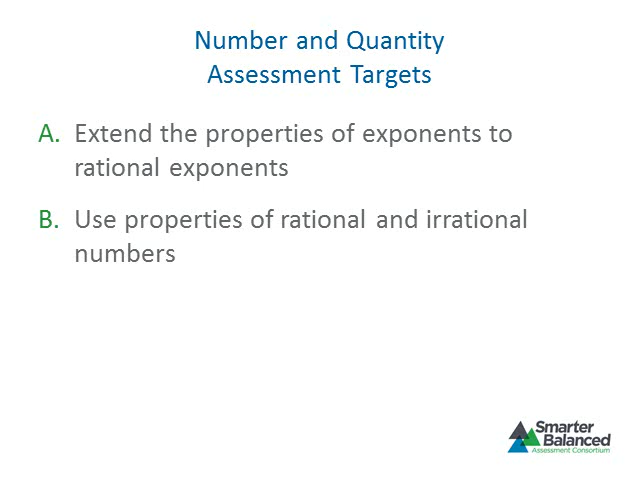 Number and Quantity
Assessment Targets
A. Extend the properties of exponents to
rational exponents
B. Use properties of rational and irrational
numbers
Smarter
Balanced
Assessment Consortium